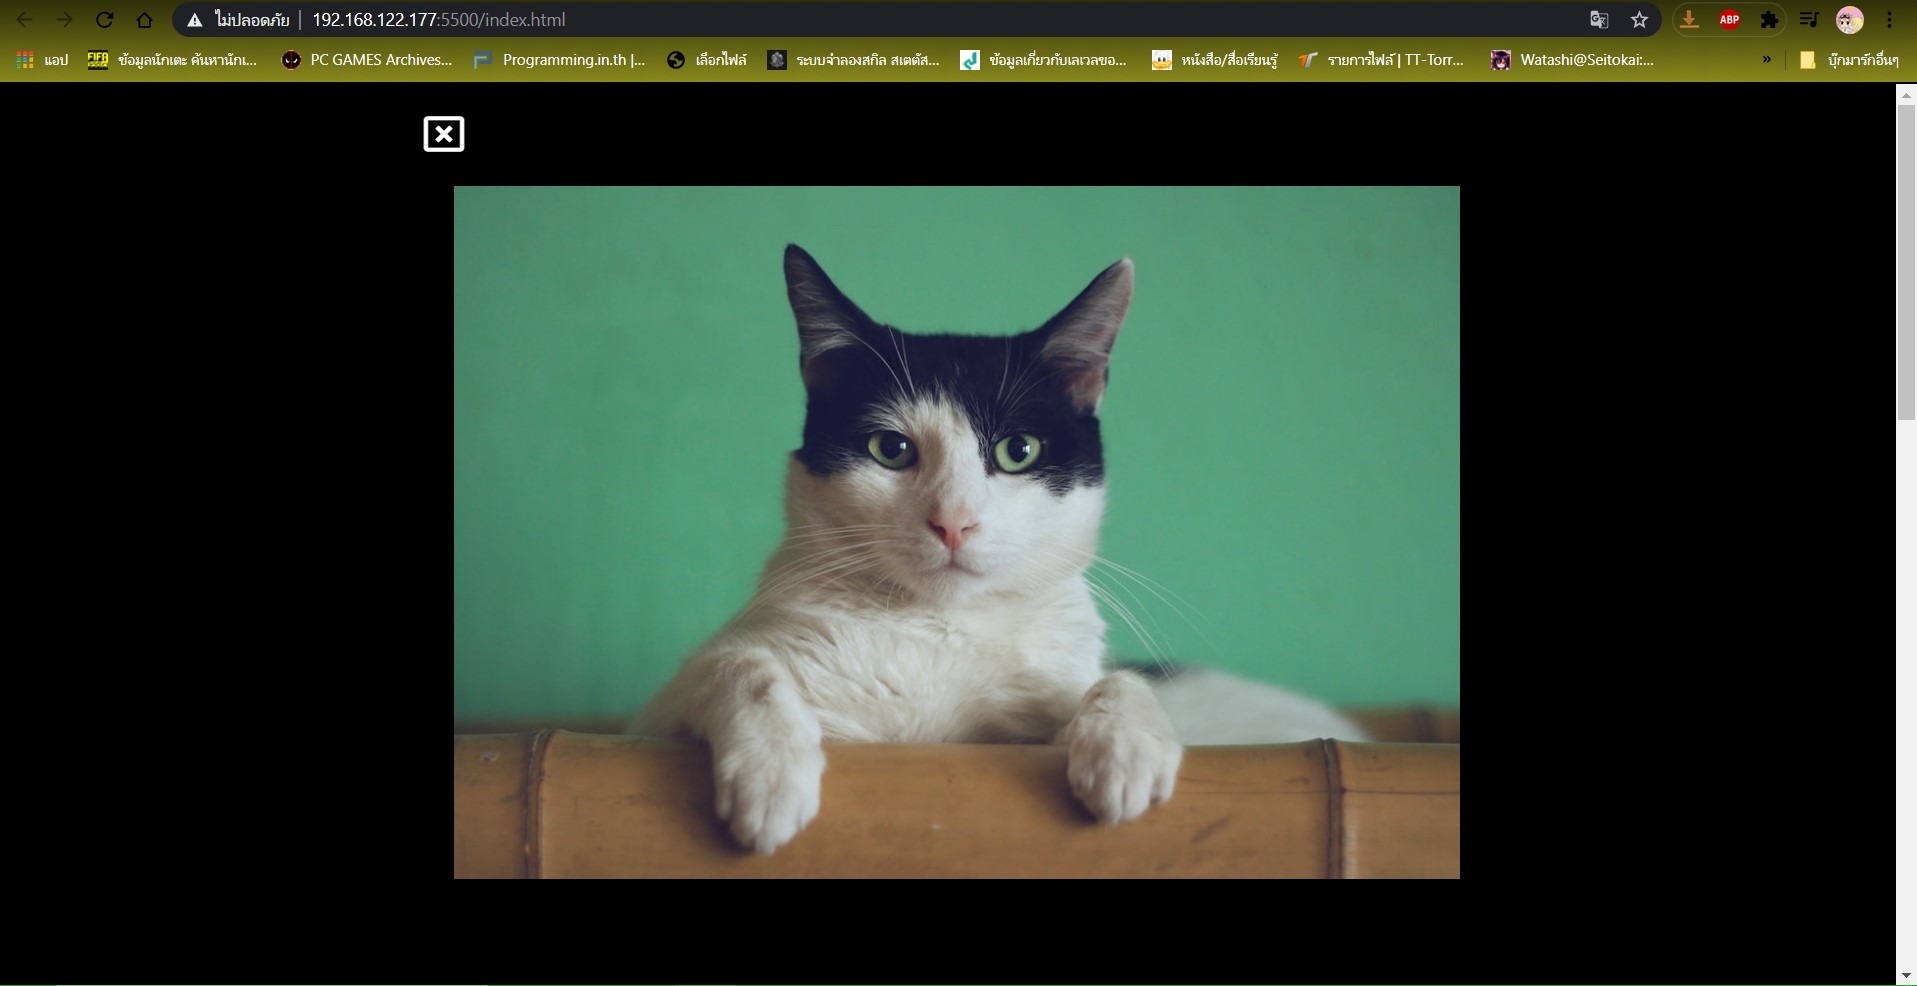 ไม่ปลอดภัย | 192.168.122.177:5500/index.html ABP
แอป FIFA ข้อมูลนักเตะ ค้นหานักเ... PC GAMES Archives... Programming.in.th |... เลือกไฟล์ ระบบจำลองสกิล สเตตัส... ข้อมูลเกี่ยวกับเลเวลขอ... หนังสือ/สื่อเรียนรู้ รายการไฟล์ | TT-Torr... Watashi@Seitokai:... » บุ๊กมาร์กอื่นๆ